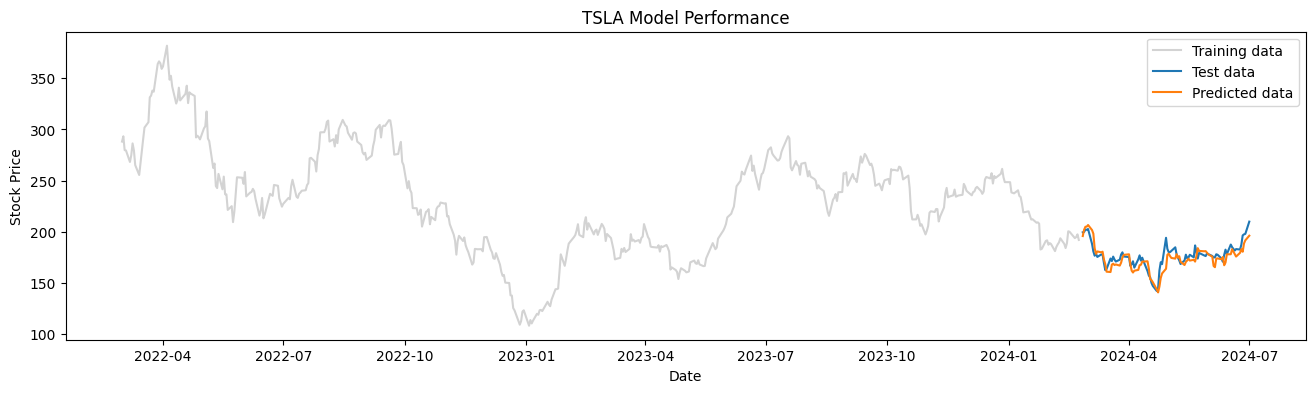 TSLA Model Performance
Training data
Test data
Predicted data
Stock Price
350
300
250
200
150
100
2022-04 2022-07 2022-10 2023-01 2023-04 2023-07 2023-10 2024-01 2024-04 2024-07
Date